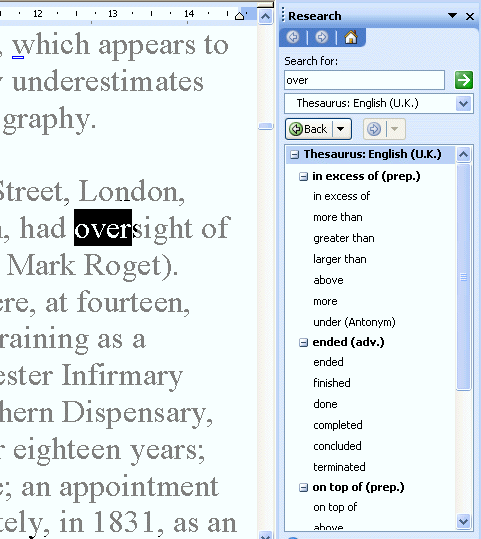 12
13
14
, which appears to
y underestimates
graphy.
Street, London,
, had oversight of
Mark Roget).
ere, at fourteen,
raining as a
ester Infirmary
hern Dispensary,
r eighteen years;
e; an appointment
tely, in 1831, as an
Research
Search for:
over
Thesaurus: English (U.K.)
Back
Thesaurus: English (U.K.)
in excess of (prep.)
in excess of
more than
greater than
larger than
above
more
under (Antonym)
ended (adv.)
ended
finished
done
completed
concluded
terminated
on top of (prep.)
on top of
above